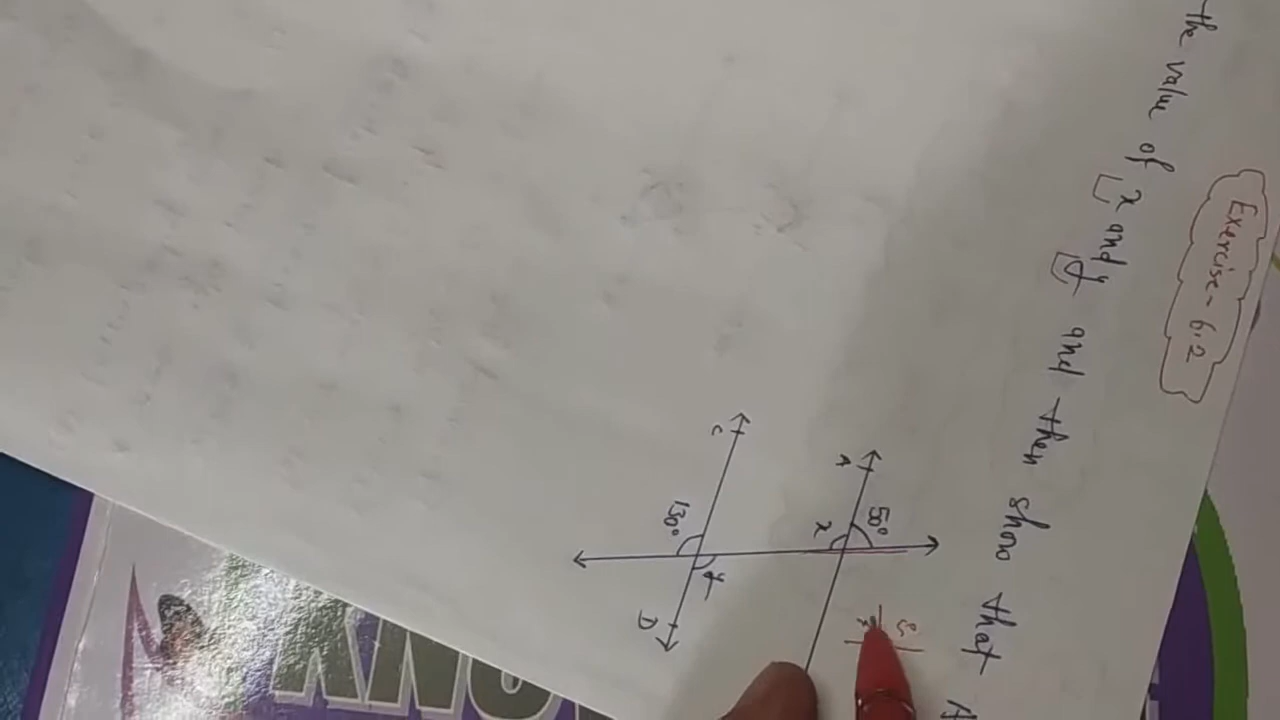 Exercise - 6.2
the value of x and y and then show that A
A
50°
x
C
130°
y
D